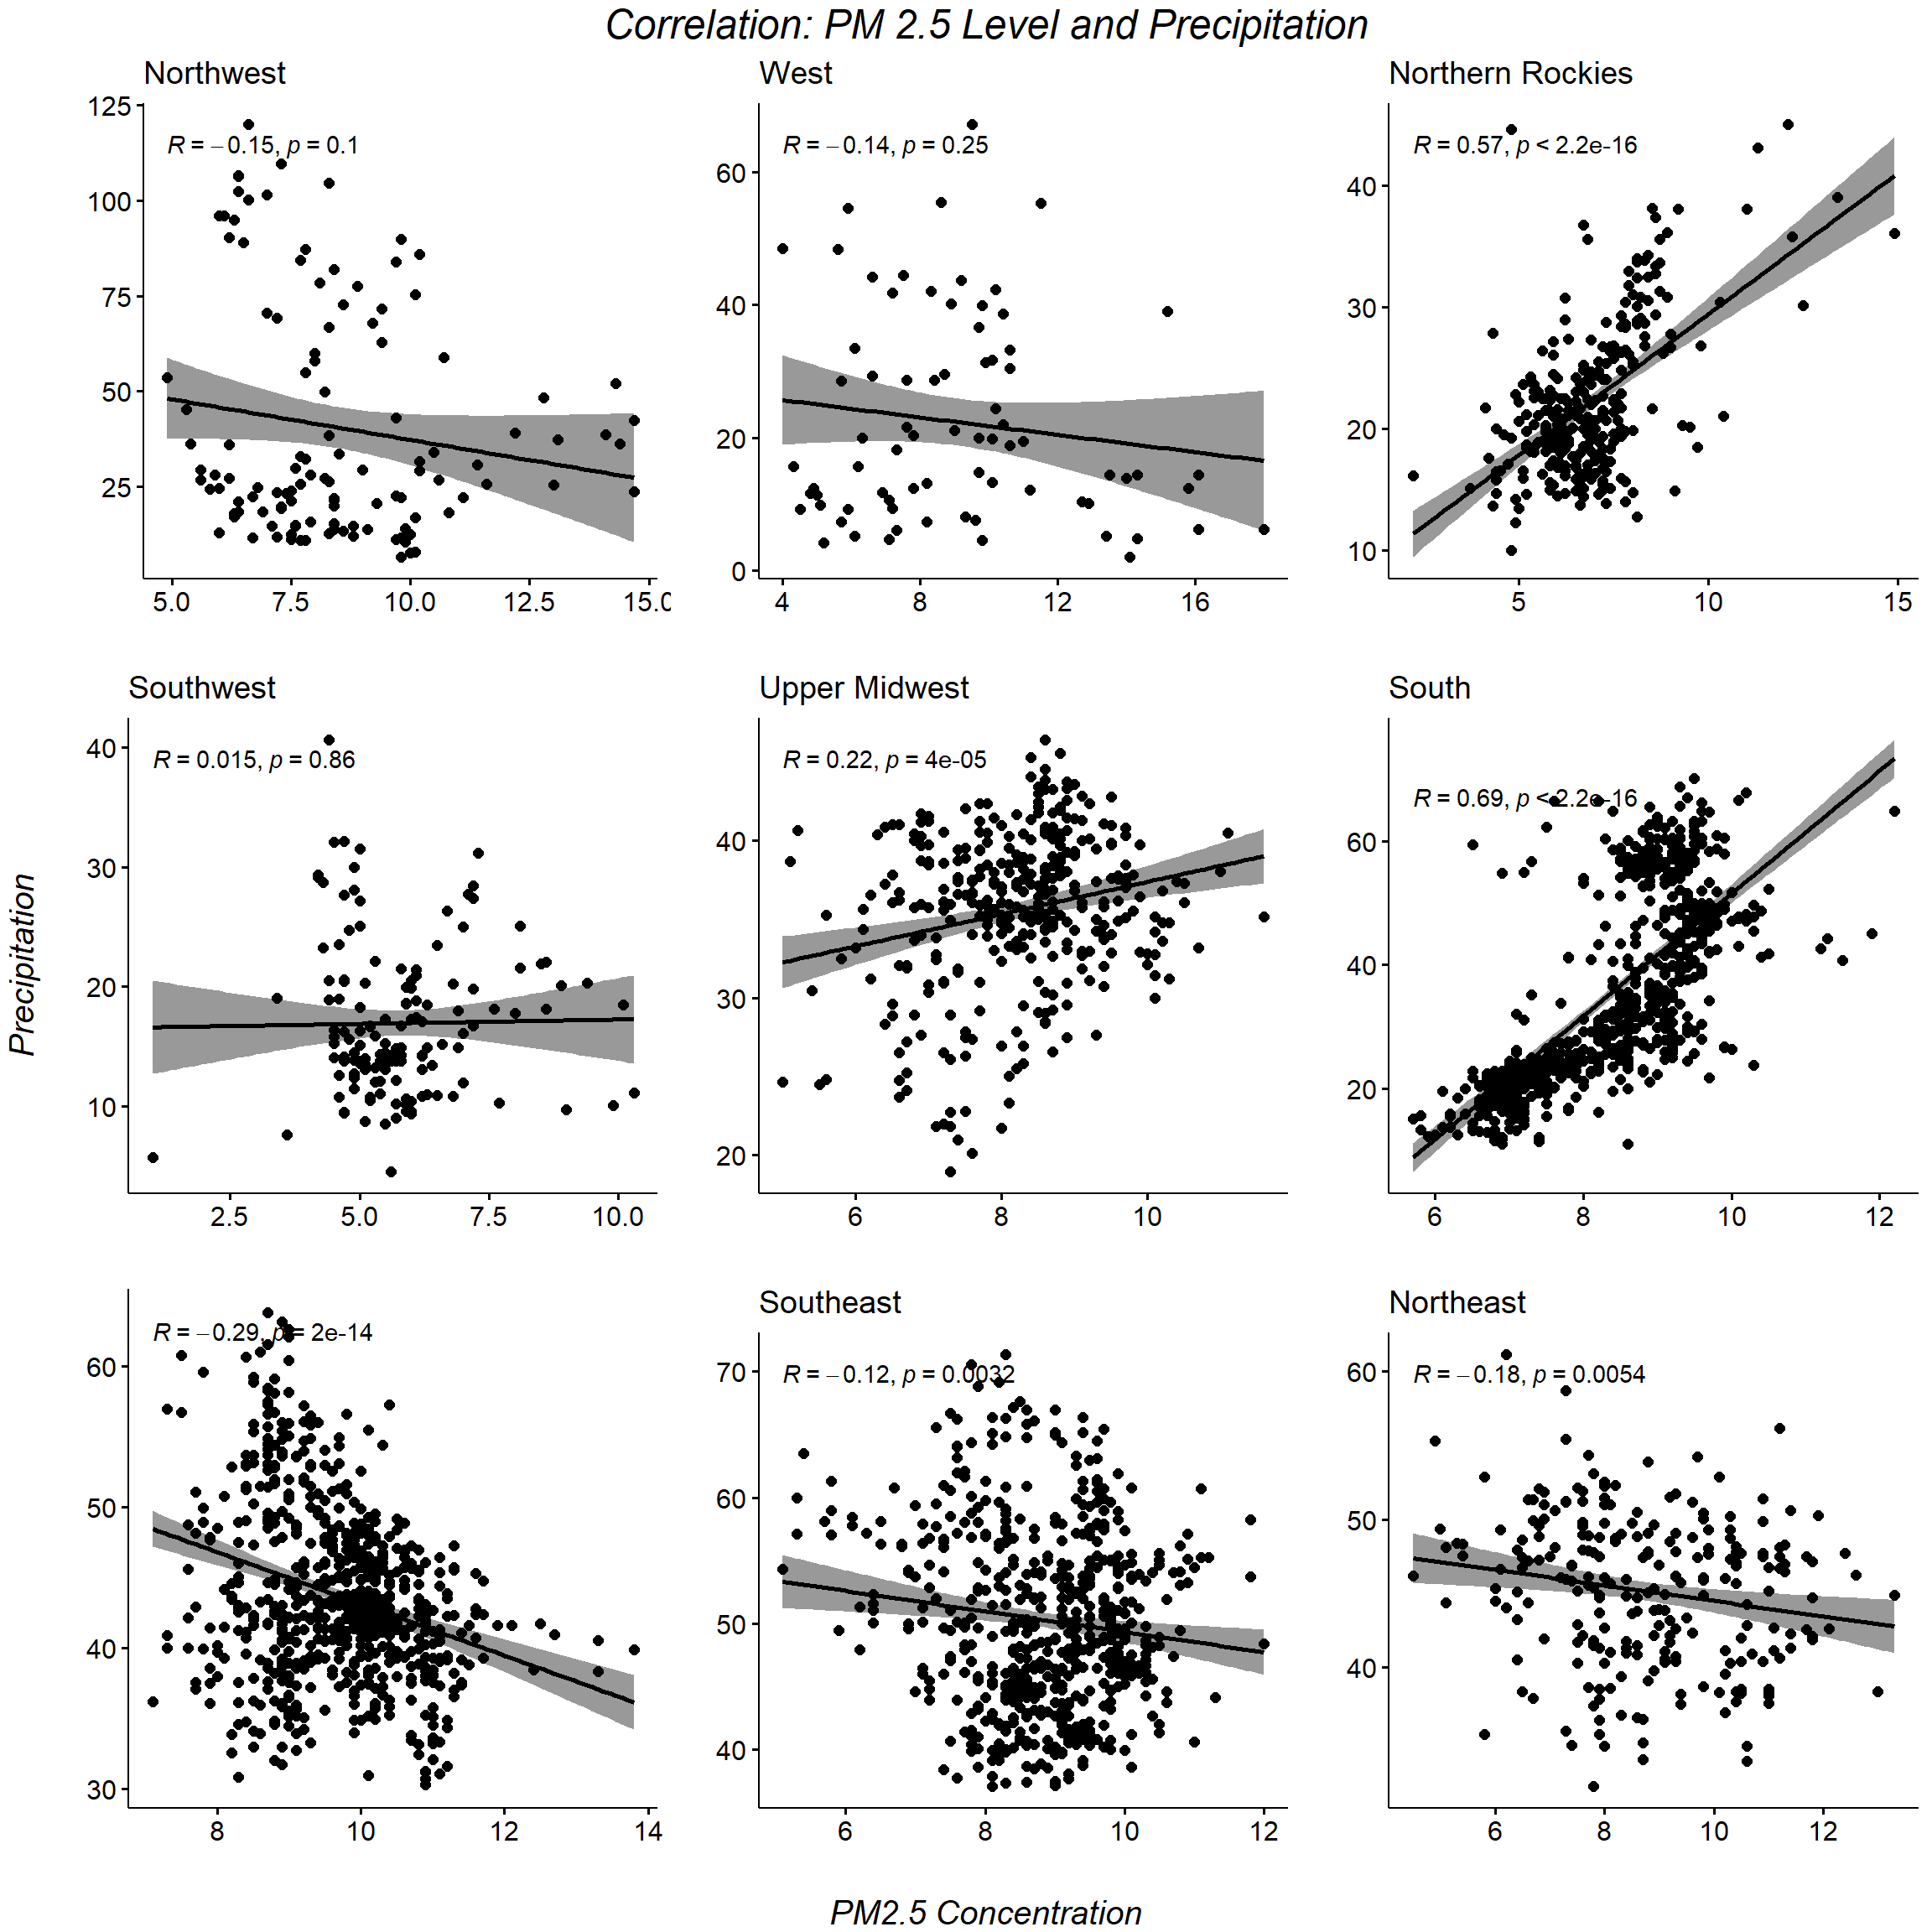 Correlation: PM 2.5 Level and Precipitation
Northwest
R = −0.15, p = 0.1
125
100
75
50
25
5.0 7.5 10.0 12.5 15.0
West
R = −0.14, p = 0.25
60
40
20
0
4 8 12 16
Northern Rockies
R = 0.57, p < 2.2e-16
40
30
20
10
5 10 15
Precipitation
Southwest
R = 0.015, p = 0.86
40
30
20
10
2.5 5.0 7.5 10.0
Upper Midwest
R = 0.22, p = 4e-05
40
30
20
6 8 10
South
R = 0.69, p < 2.2e-16
60
40
20
6 8 10 12
R = −0.29, p = 2e-14
60
50
40
30
8 10 12 14
Southeast
R = −0.12, p = 0.0032
70
60
50
40
6 8 10 12
Northeast
R = −0.18, p = 0.0054
60
50
40
6 8 10 12
PM2.5 Concentration